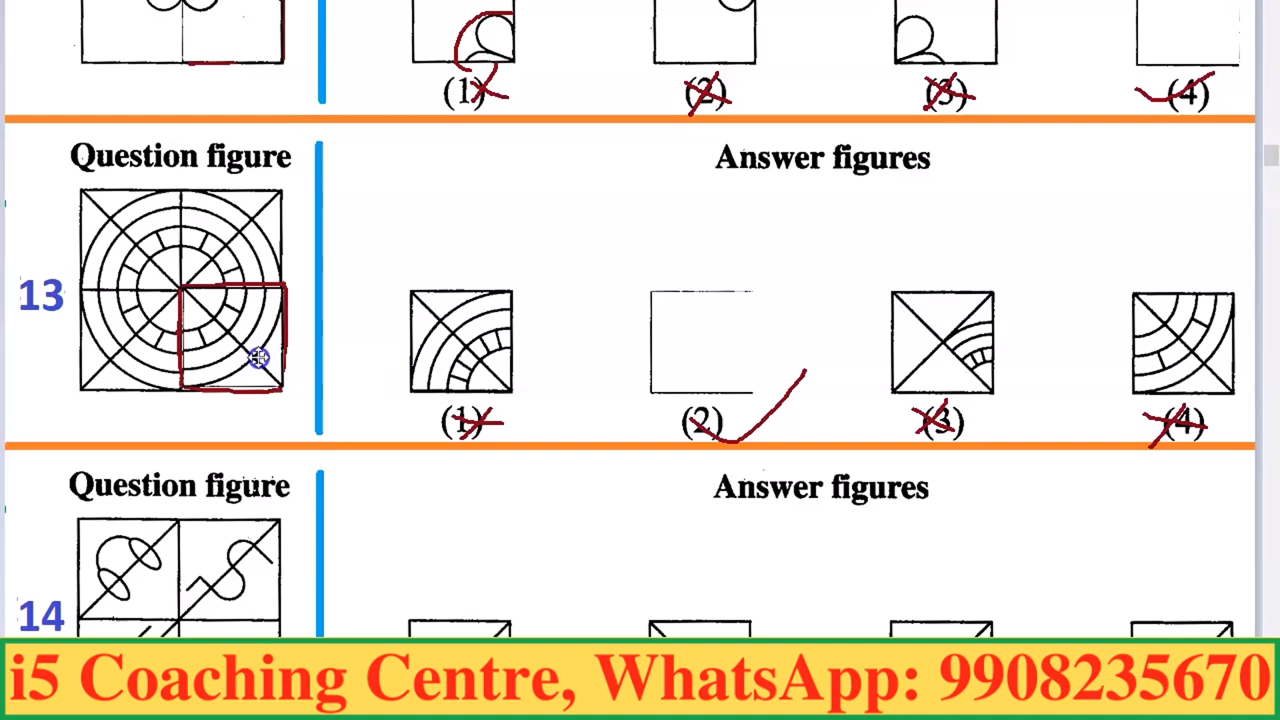 (1) (2) (3) (4)
Question figure Answer figures
13
(1) (2) (3) (4)
Question figure Answer figures
14
i5 Coaching Centre, WhatsApp: 9908235670